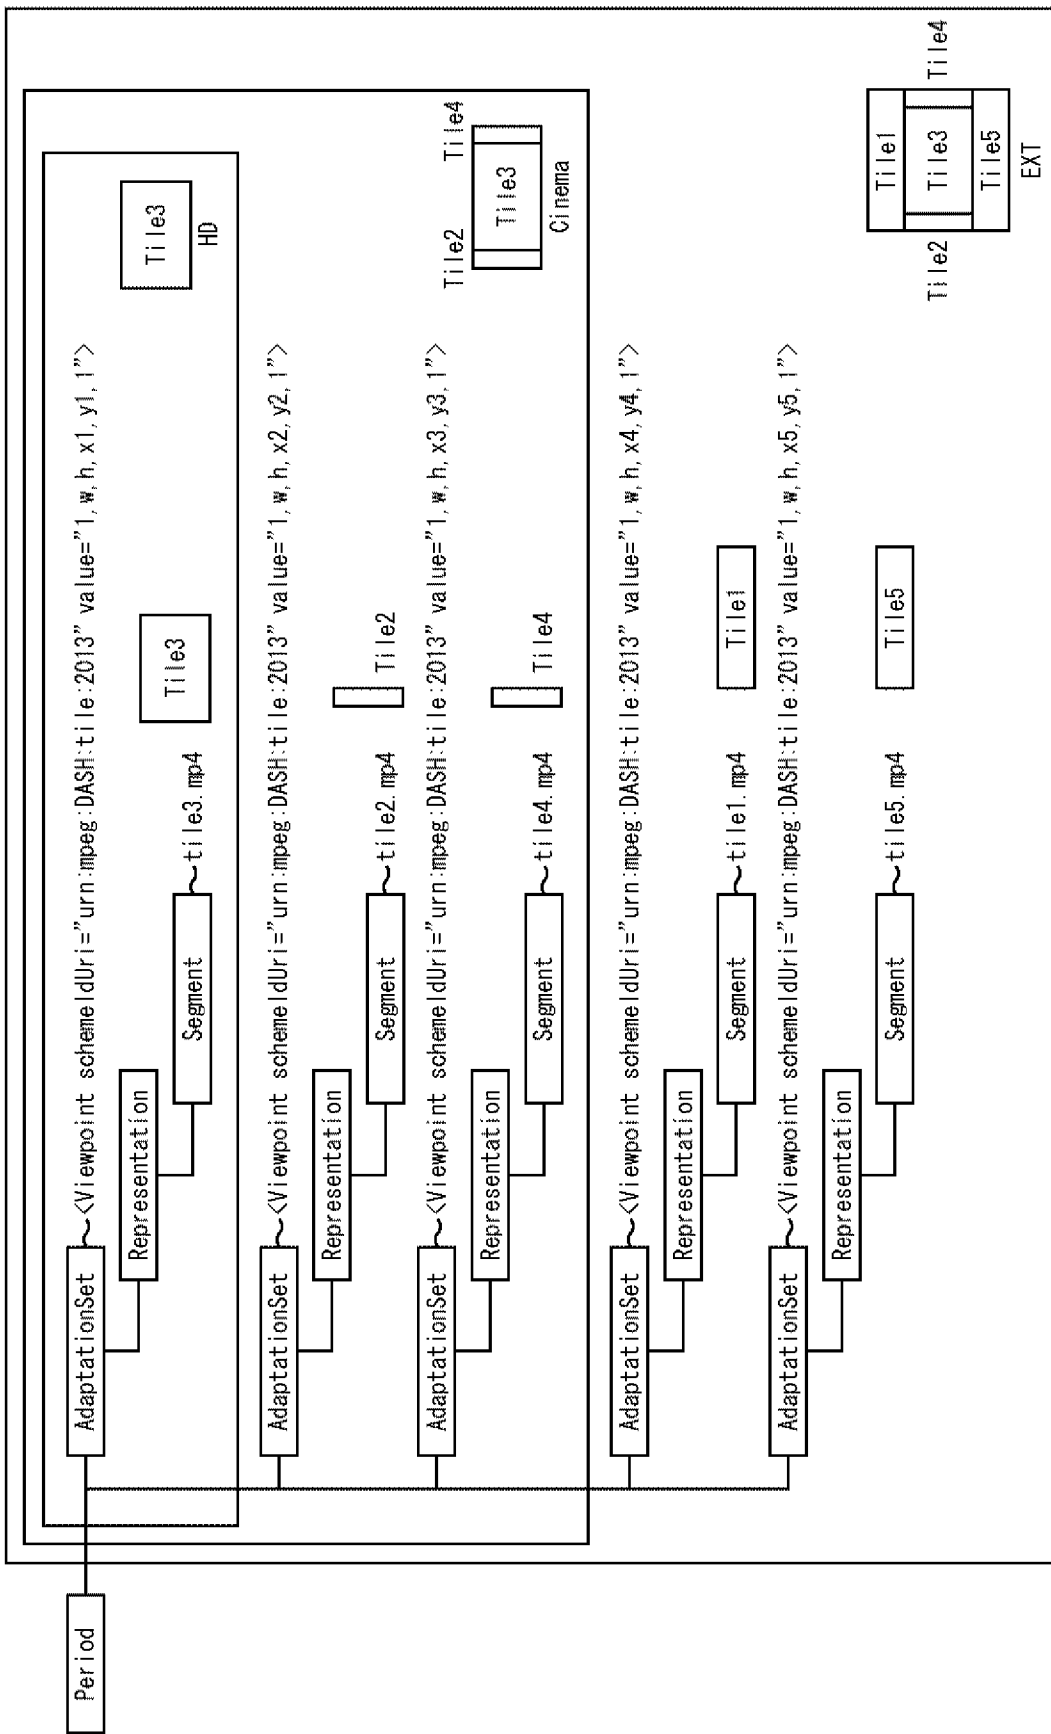 Period
AdaptationSet
<Viewpoint schemeIdUri="urn:mpeg:DASH:tile:2013" value="1,w,h,x1,y1,1">
Representation
Segment
tile3.mp4
Tile3
Tile3
HD
AdaptationSet
<Viewpoint schemeIdUri="urn:mpeg:DASH:tile:2013" value="1,w,h,x2,y2,1">
Representation
Segment
tile2.mp4
Tile2
AdaptationSet
<Viewpoint schemeIdUri="urn:mpeg:DASH:tile:2013" value="1,w,h,x3,y3,1">
Representation
Segment
tile4.mp4
Tile4
Tile2
Tile4
Tile3
Cinema
AdaptationSet
<Viewpoint schemeIdUri="urn:mpeg:DASH:tile:2013" value="1,w,h,x4,y4,1">
Representation
Segment
tile1.mp4
Tile1
AdaptationSet
<Viewpoint schemeIdUri="urn:mpeg:DASH:tile:2013" value="1,w,h,x5,y5,1">
Representation
Segment
tile5.mp4
Tile5
Tile1
Tile2
Tile3
Tile4
Tile5
EXT